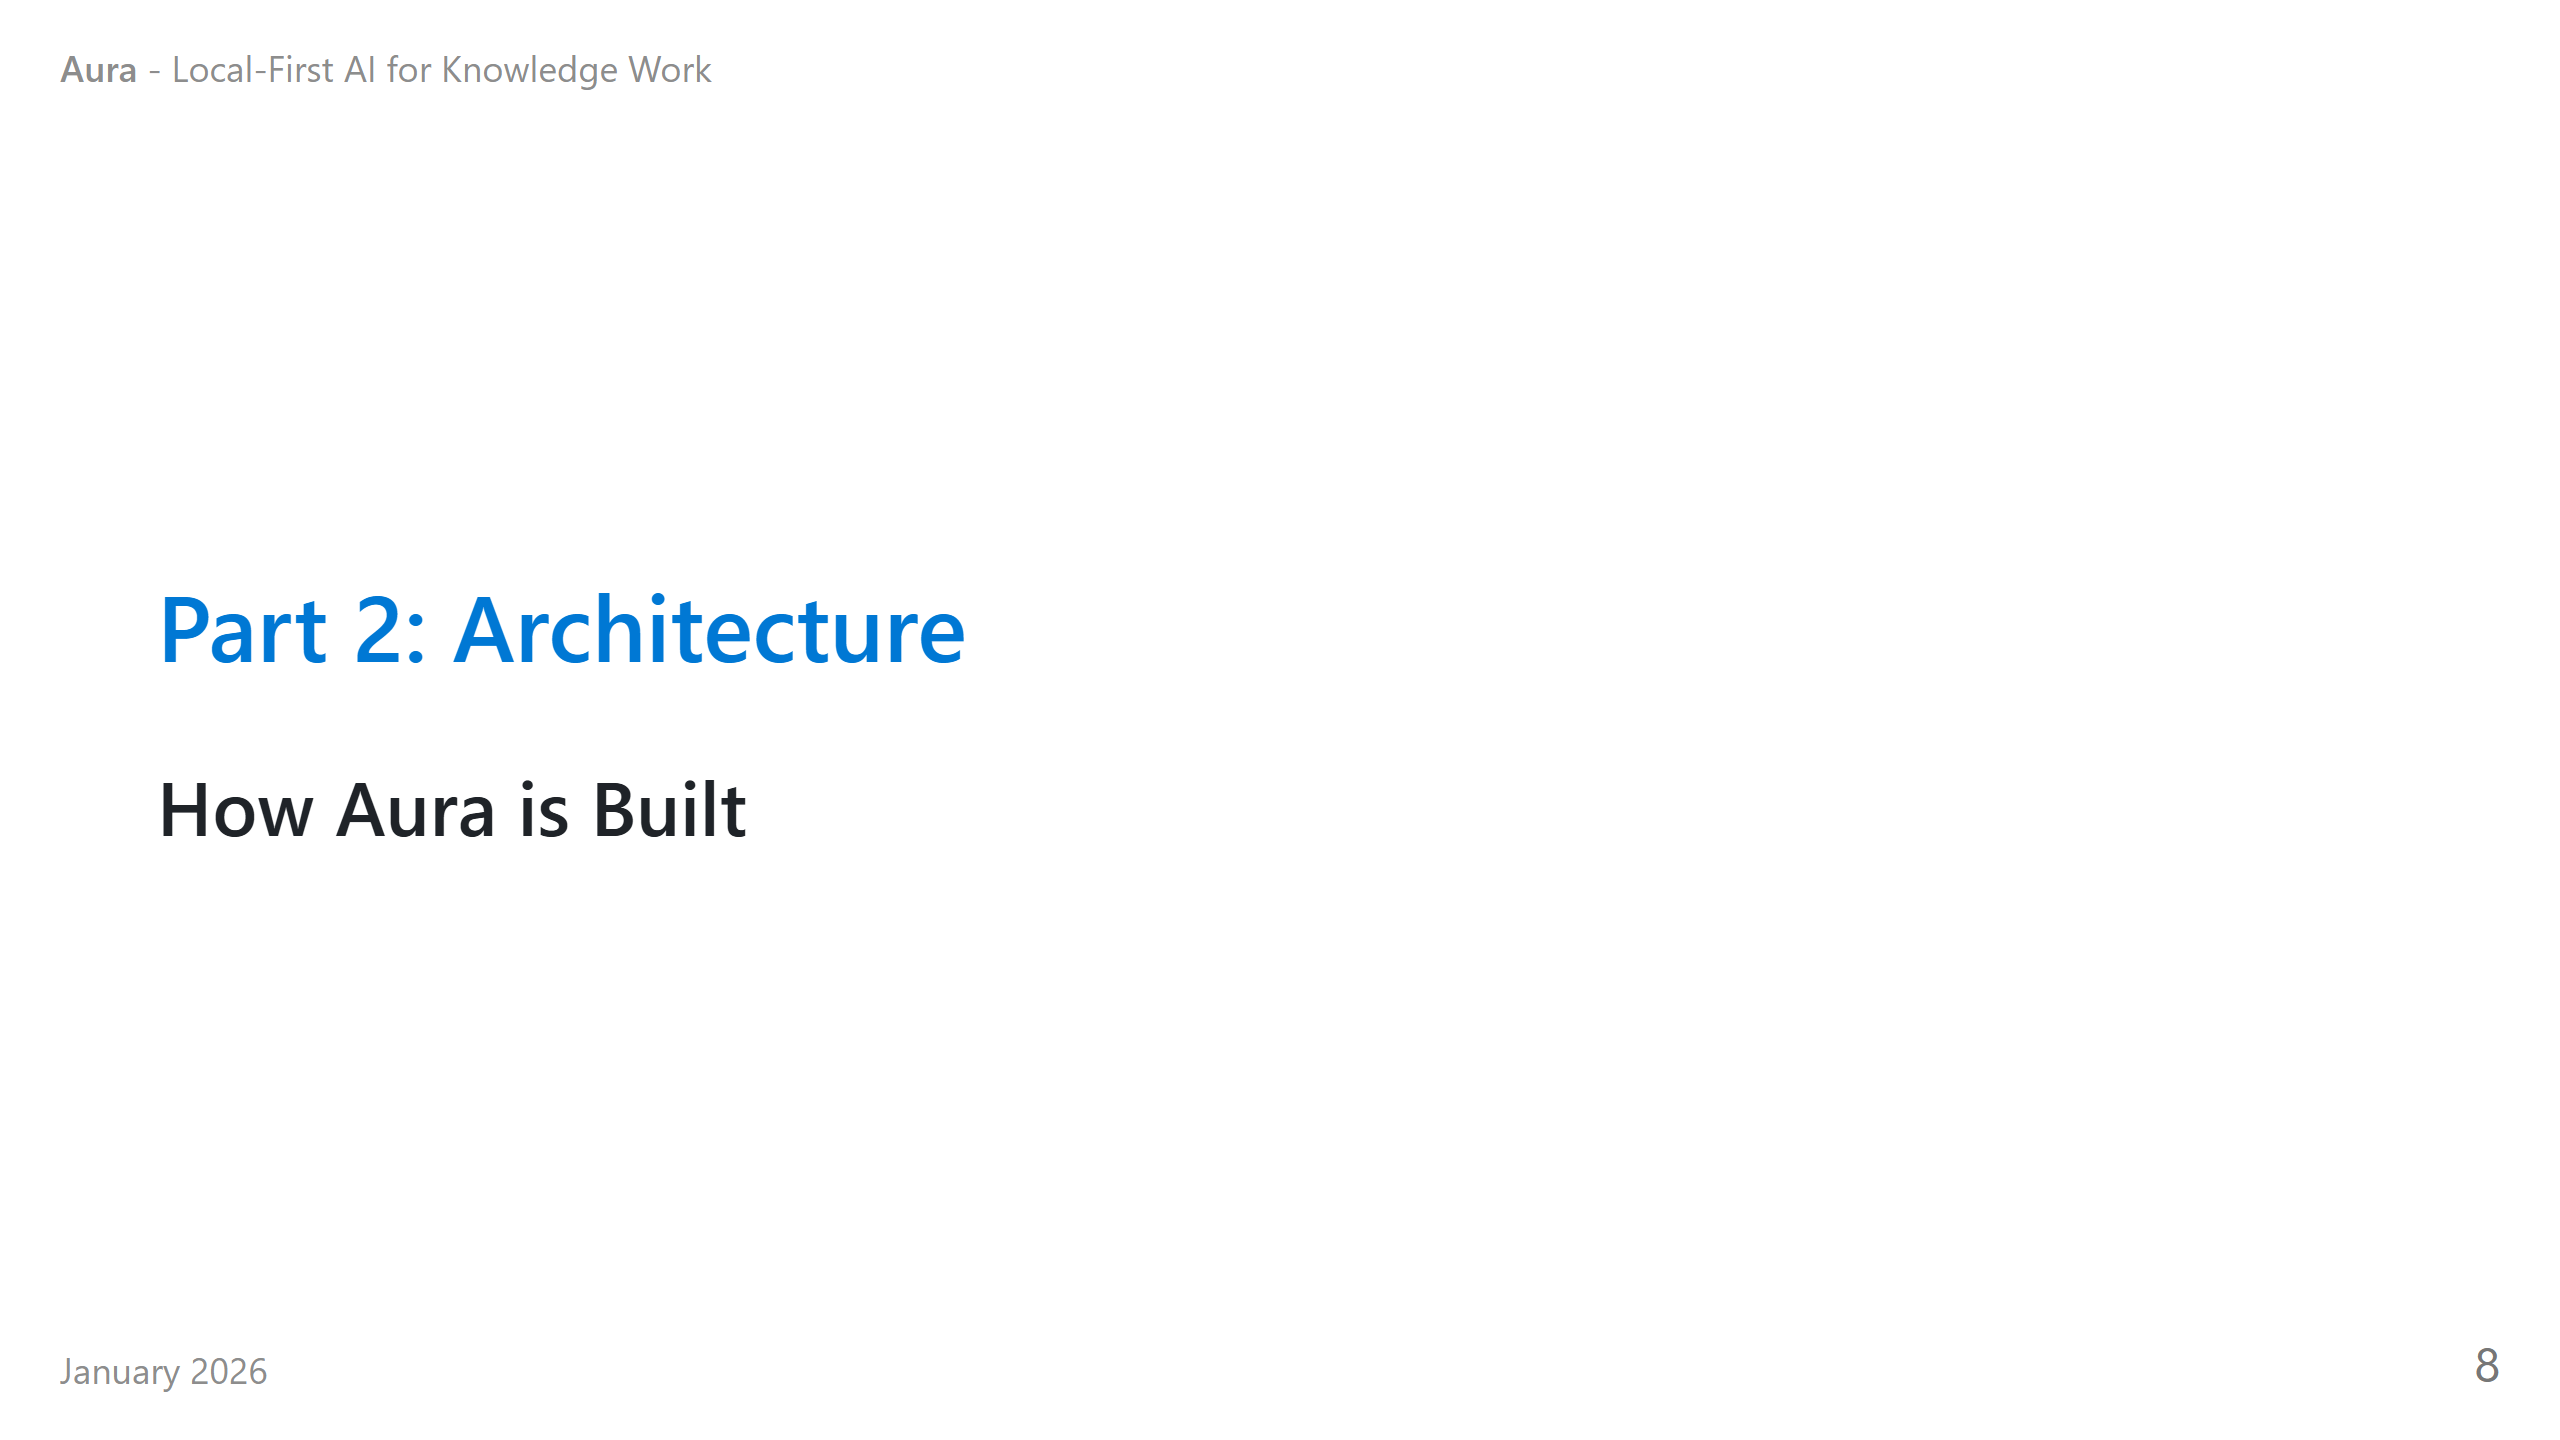 Aura - Local-First AI for Knowledge Work
Part 2: Architecture
How Aura is Built
January 2026
8